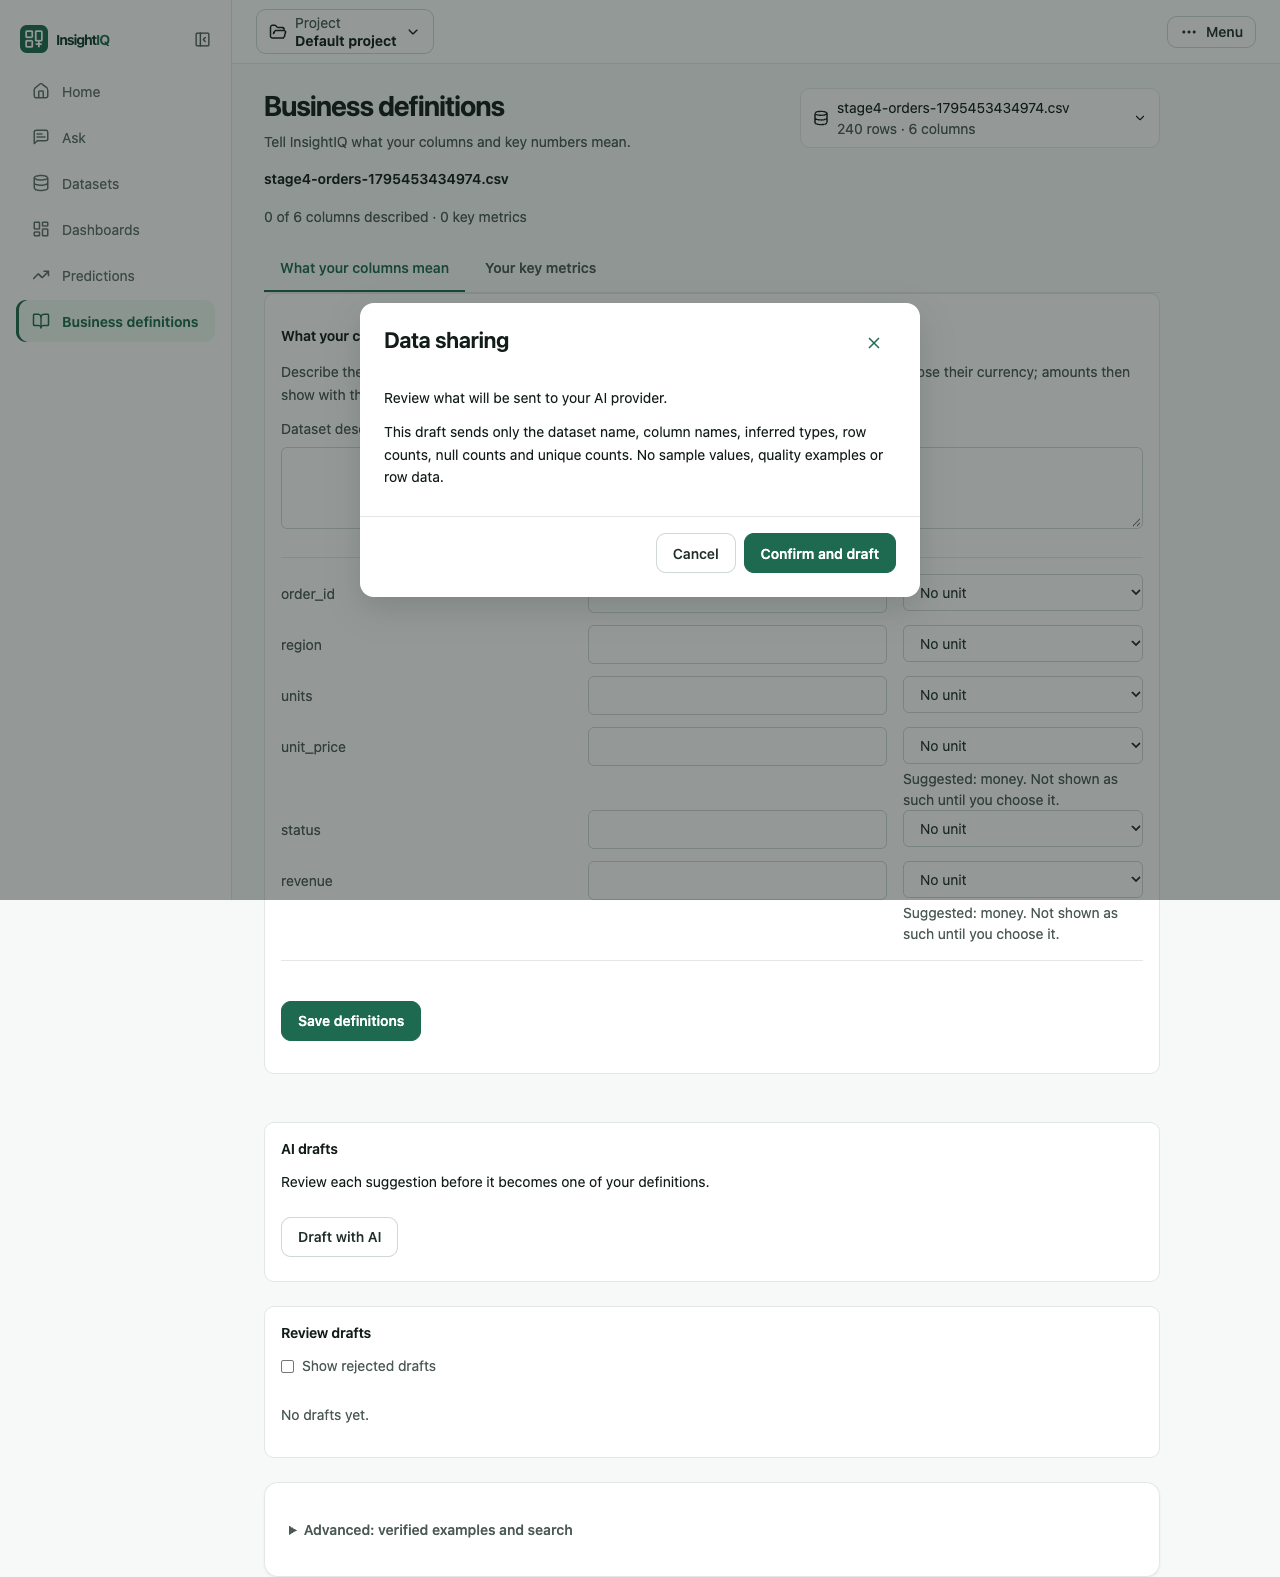 InsightIQ
Home
Ask
Datasets
Dashboards
Predictions
Business definitions
Project
Default project
Menu
Business definitions
Tell InsightIQ what your columns and key numbers mean.
stage4-orders-1795453434974.csv
240 rows · 6 columns
stage4-orders-1795453434974.csv
0 of 6 columns described · 0 key metrics
What your columns mean
Your key metrics
What your c
Describe the
ose their currency; amounts then
show with th
Dataset desc
Data sharing
Review what will be sent to your AI provider.
This draft sends only the dataset name, column names, inferred types, row
counts, null counts and unique counts. No sample values, quality examples or
row data.
Cancel
Confirm and draft
order_id
No unit
region
No unit
units
No unit
unit_price
No unit
Suggested: money. Not shown as
such until you choose it.
status
No unit
revenue
No unit
Suggested: money. Not shown as
such until you choose it.
Save definitions
AI drafts
Review each suggestion before it becomes one of your definitions.
Draft with AI
Review drafts
Show rejected drafts
No drafts yet.
Advanced: verified examples and search